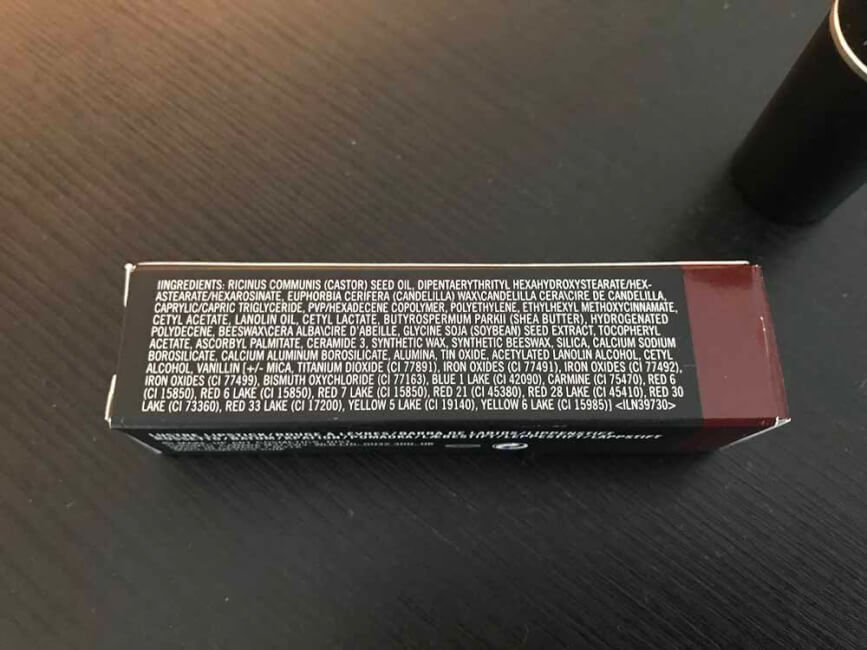 IINGREDIENTS: RICINUS COMMUNIS (CASTOR) SEED OIL, DIPENTAERYTHRITYL HEXAHYDROXYSTEARATE/HEX-
ASTEARATE/HEXAROSINATE, EUPHORBIA CERIFERA (CANDELILLA) WAX\CANDELILLA CERA\CIRE DE CANDELILLA,
CAPRYLIC/CAPRIC TRIGLYCERIDE, PVP/HEXADECENE COPOLYMER, POLYETHYLENE, ETHYLHEXYL METHOXYCINNAMATE,
CETYL ACETATE, LANOLIN OIL, CETYL LACTATE, BUTYROSPERMUM PARKII (SHEA BUTTER), HYDROGENATED
POLYDECENE, BEESWAX\CERA ALBA\CIRE D'ABEILLE, GLYCINE SOJA (SOYBEAN) SEED EXTRACT, TOCOPHERYL
ACETATE, ASCORBYL PALMITATE, CERAMIDE 3, SYNTHETIC WAX, SYNTHETIC BEESWAX, SILICA, CALCIUM SODIUM
BOROSILICATE, CALCIUM ALUMINUM BOROSILICATE, ALUMINA, TIN OXIDE, ACETYLATED LANOLIN ALCOHOL, CETYL
ALCOHOL, VANILLIN [+/- MICA, TITANIUM DIOXIDE (CI 77891), IRON OXIDES (CI 77491), IRON OXIDES (CI 77492),
IRON OXIDES (CI 77499), BISMUTH OXYCHLORIDE (CI 77163), BLUE 1 LAKE (CI 42090), CARMINE (CI 75470), RED 6
(CI 15850), RED 6 LAKE (CI 15850), RED 7 LAKE (CI 15850), RED 21 (CI 45380), RED 28 LAKE (CI 45410), RED 30
LAKE (CI 73360), RED 33 LAKE (CI 17200), YELLOW 5 LAKE (CI 19140), YELLOW 6 LAKE (CI 15985)] <ILN39730>